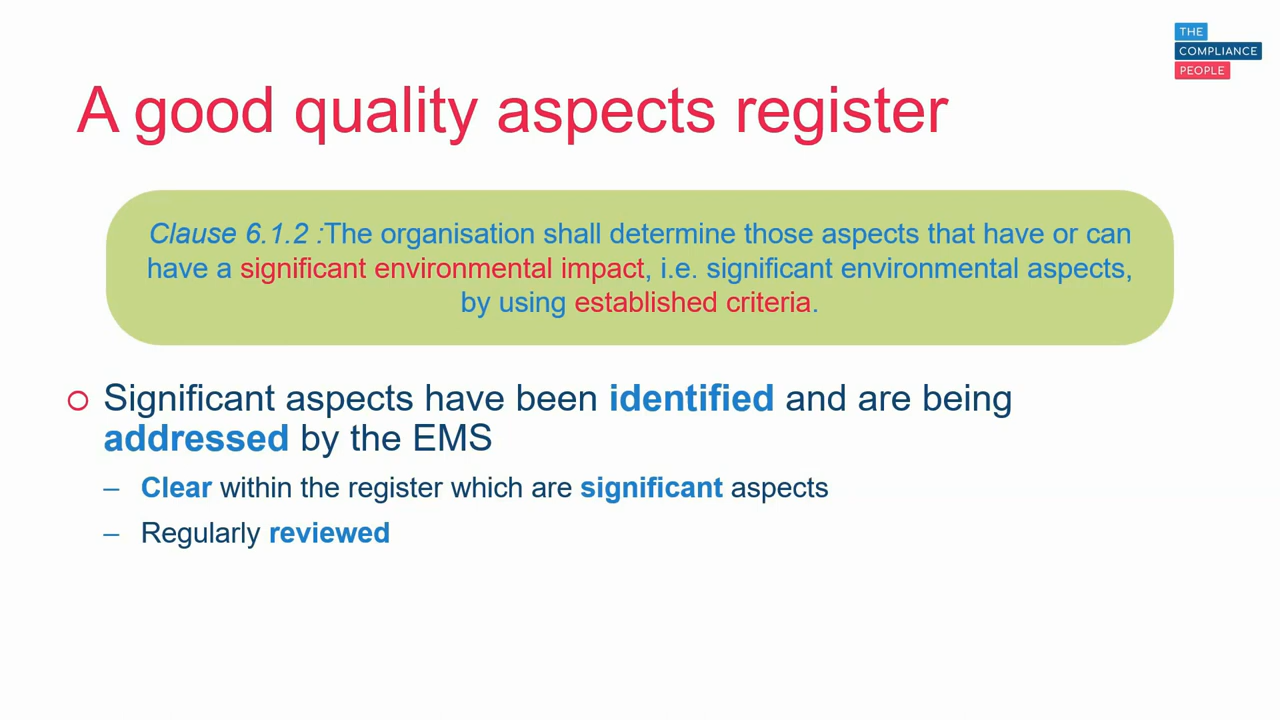 THE
COMPLIANCE
PEOPLE
A good quality aspects register
Clause 6.1.2 :The organisation shall determine those aspects that have or can
have a significant environmental impact, i.e. significant environmental aspects,
by using established criteria.
Significant aspects have been identified and are being
addressed by the EMS
– Clear within the register which are significant aspects
– Regularly reviewed